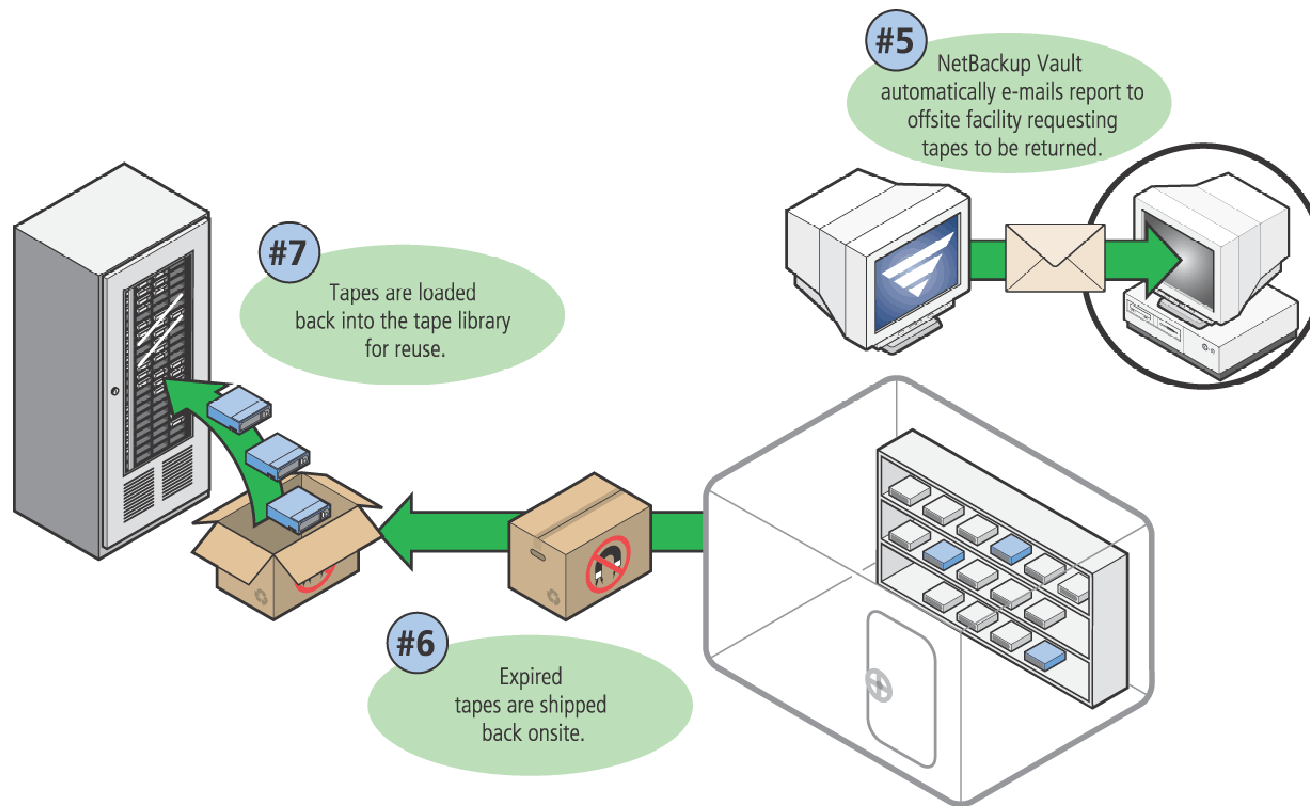 #5
NetBackup Vault
automatically e-mails report to
offsite facility requesting
tapes to be returned.
#7
Tapes are loaded
back into the tape library
for reuse.
#6
Expired
tapes are shipped
back onsite.